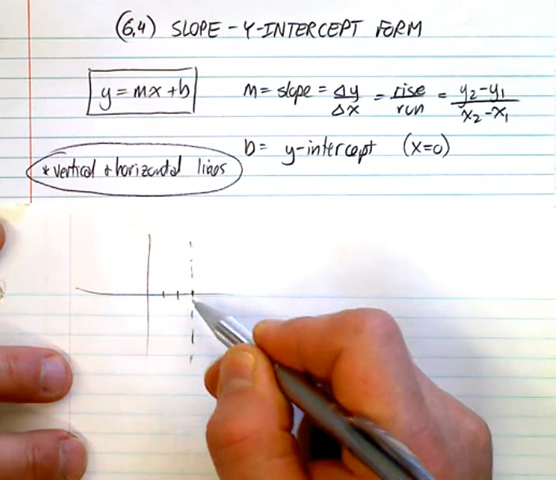 (6.4) SLOPE - Y-INTERCEPT FORM
y = mx + b
m = slope = Δy/Δx = rise/run = y₂-y₁/x₂-x₁
b = y-intercept (x=0)
* vertical + horizontal lines